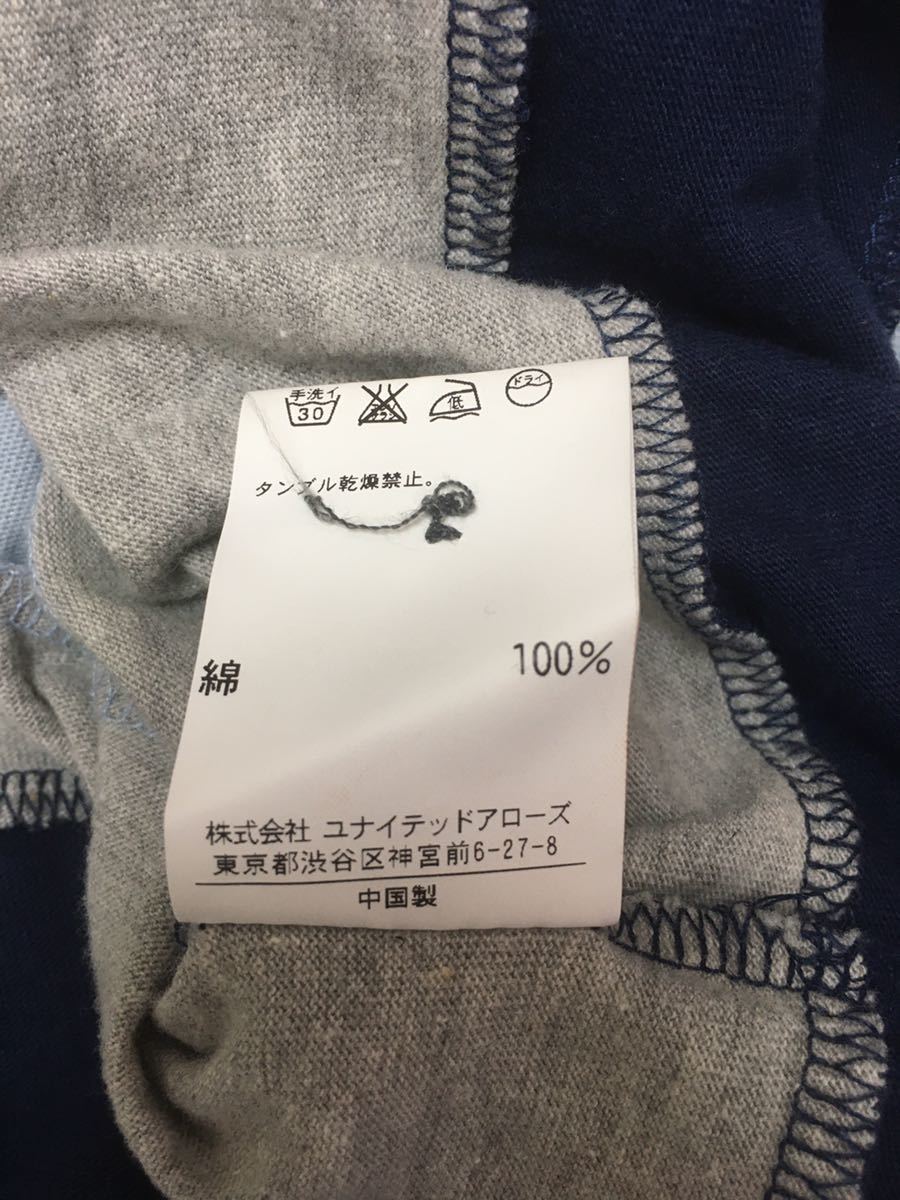 手洗イ 低 ドライ
30
タンブル乾燥禁止。
綿 100%
株式会社 ユナイテッドアローズ
東京都渋谷区神宮前6-27-8
中国製